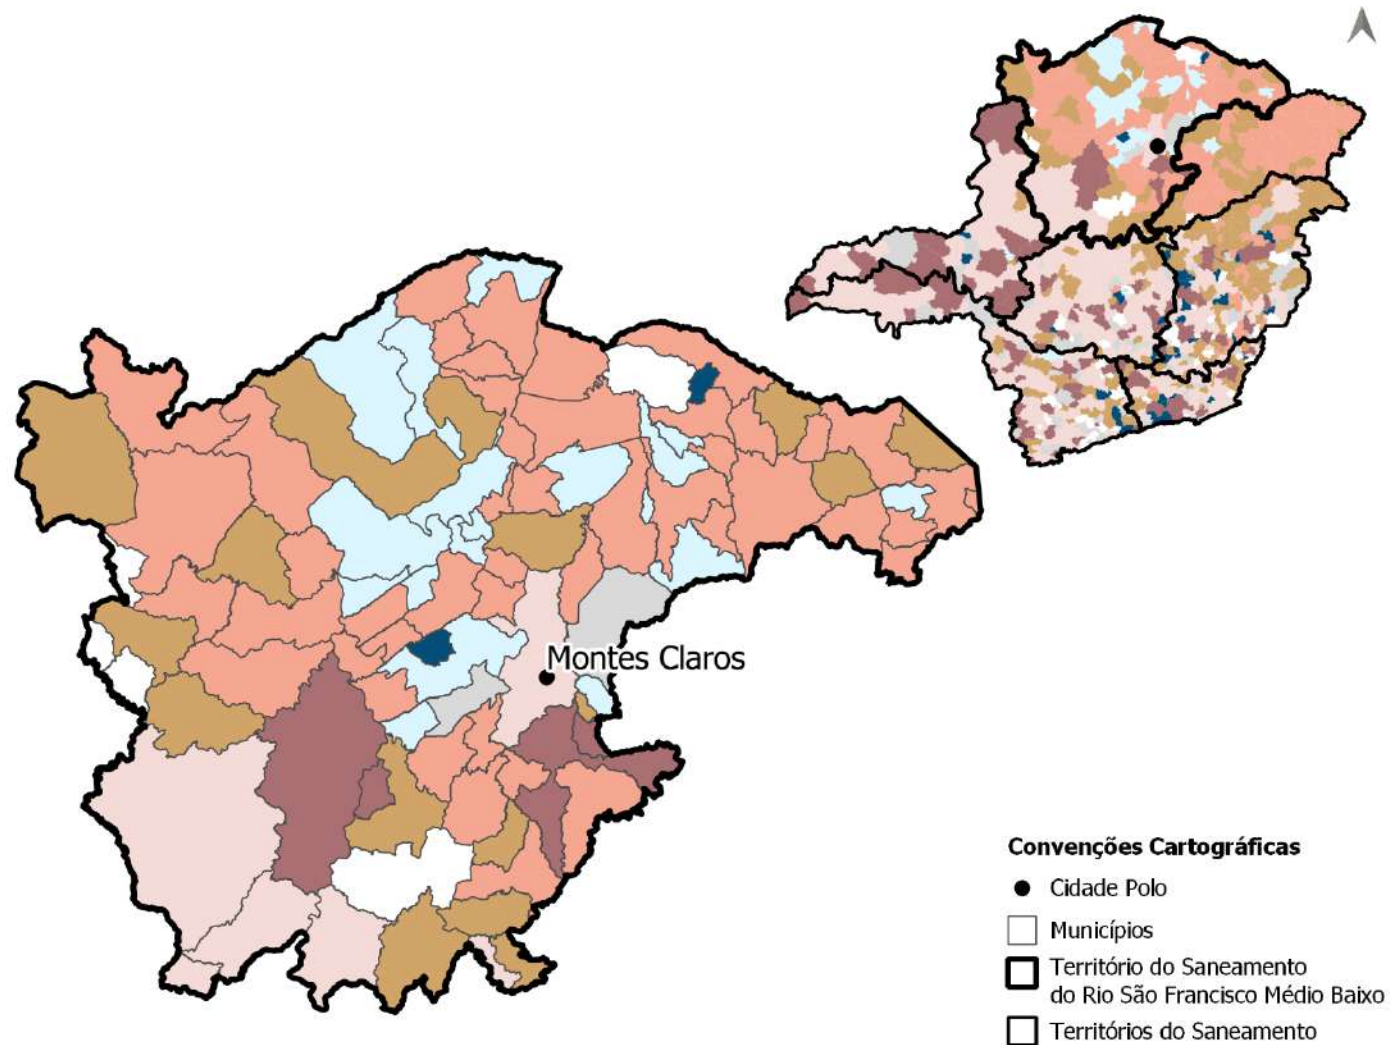 Montes Claros
Convenções Cartográficas
Cidade Polo
Municípios
Território do Saneamento
do Rio São Francisco Médio Baixo
Territórios do Saneamento